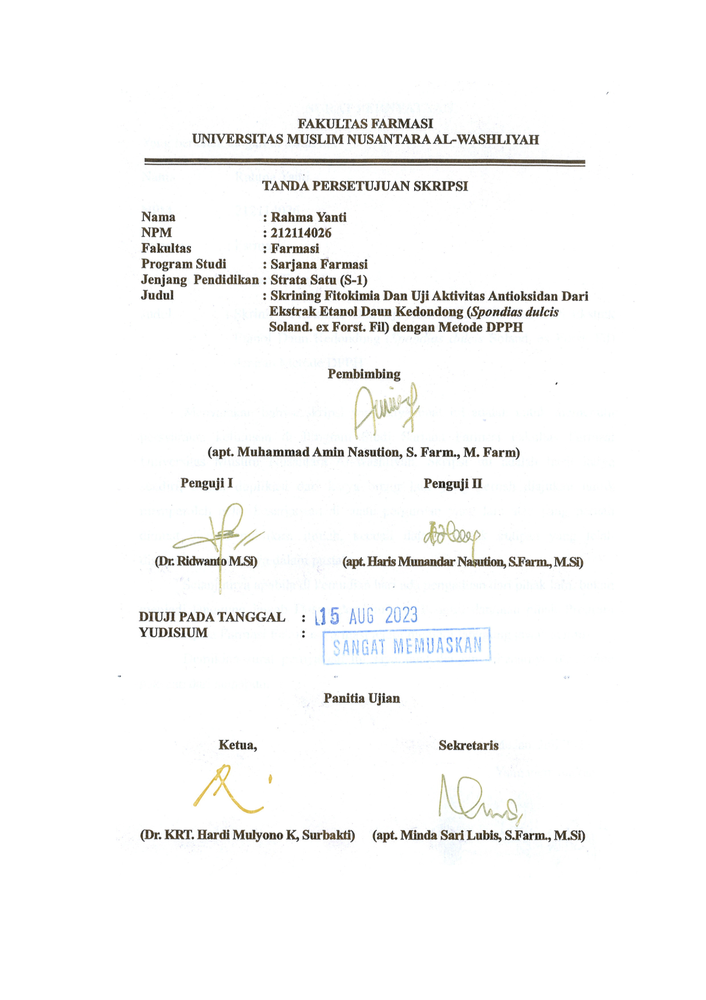 FAKULTAS FARMASI
UNIVERSITAS MUSLIM NUSANTARA AL-WASHLIYAH
TANDA PERSETUJUAN SKRIPSI
Nama : Rahma Yanti
NPM : 212114026
Fakultas : Farmasi
Program Studi : Sarjana Farmasi
Jenjang Pendidikan : Strata Satu (S-1)
Judul : Skrining Fitokimia Dan Uji Aktivitas Antioksidan Dari
Ekstrak Etanol Daun Kedondong (Spondias dulcis
Soland. ex Forst. Fil) dengan Metode DPPH
Pembimbing
(apt. Muhammad Amin Nasution, S. Farm., M. Farm)
Penguji I Penguji II
(Dr. Ridwanto M.Si) (apt. Haris Munandar Nasution, S.Farm., M.Si)
DIUJI PADA TANGGAL : 15 AUG 2023
YUDISIUM :
SANGAT MEMUASKAN
Panitia Ujian
Ketua, Sekretaris
(Dr. KRT. Hardi Mulyono K, Surbakti) (apt. Minda Sari Lubis, S.Farm., M.Si)